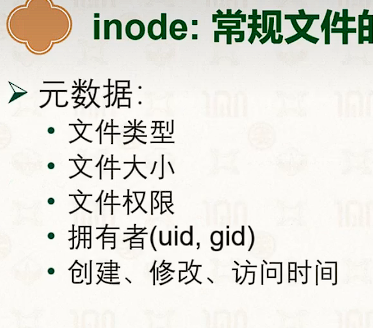 inode: 常规文件的
元数据:
文件类型
文件大小
文件权限
拥有者(uid, gid)
创建、修改、访问时间